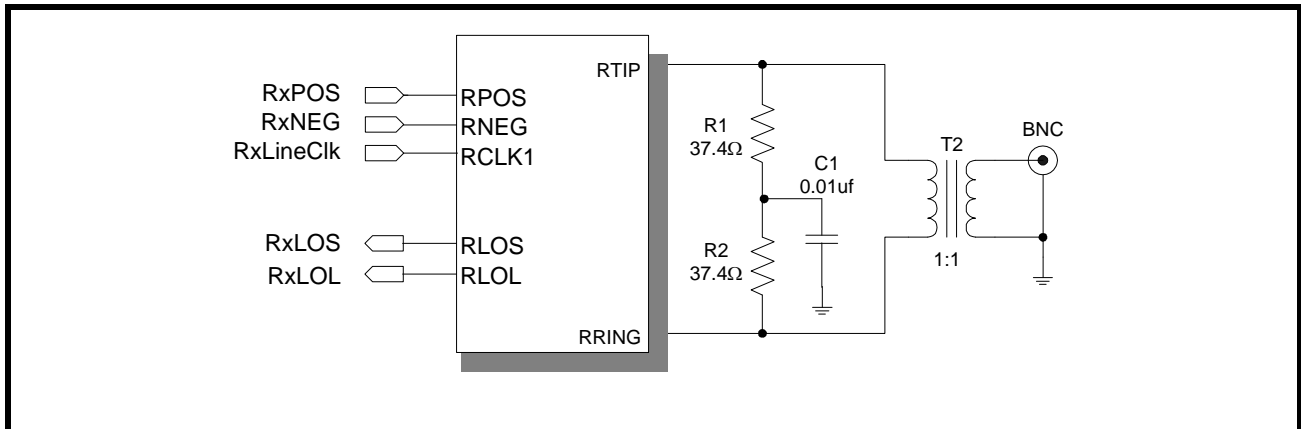 RTIP
RxPOS RPOS
RxNEG RNEG
RxLineClk RCLK1
RxLOS RLOS
RxLOL RLOL
RRING
R1
37.4Ω
C1
0.01uf
R2
37.4Ω
T2
1:1
BNC